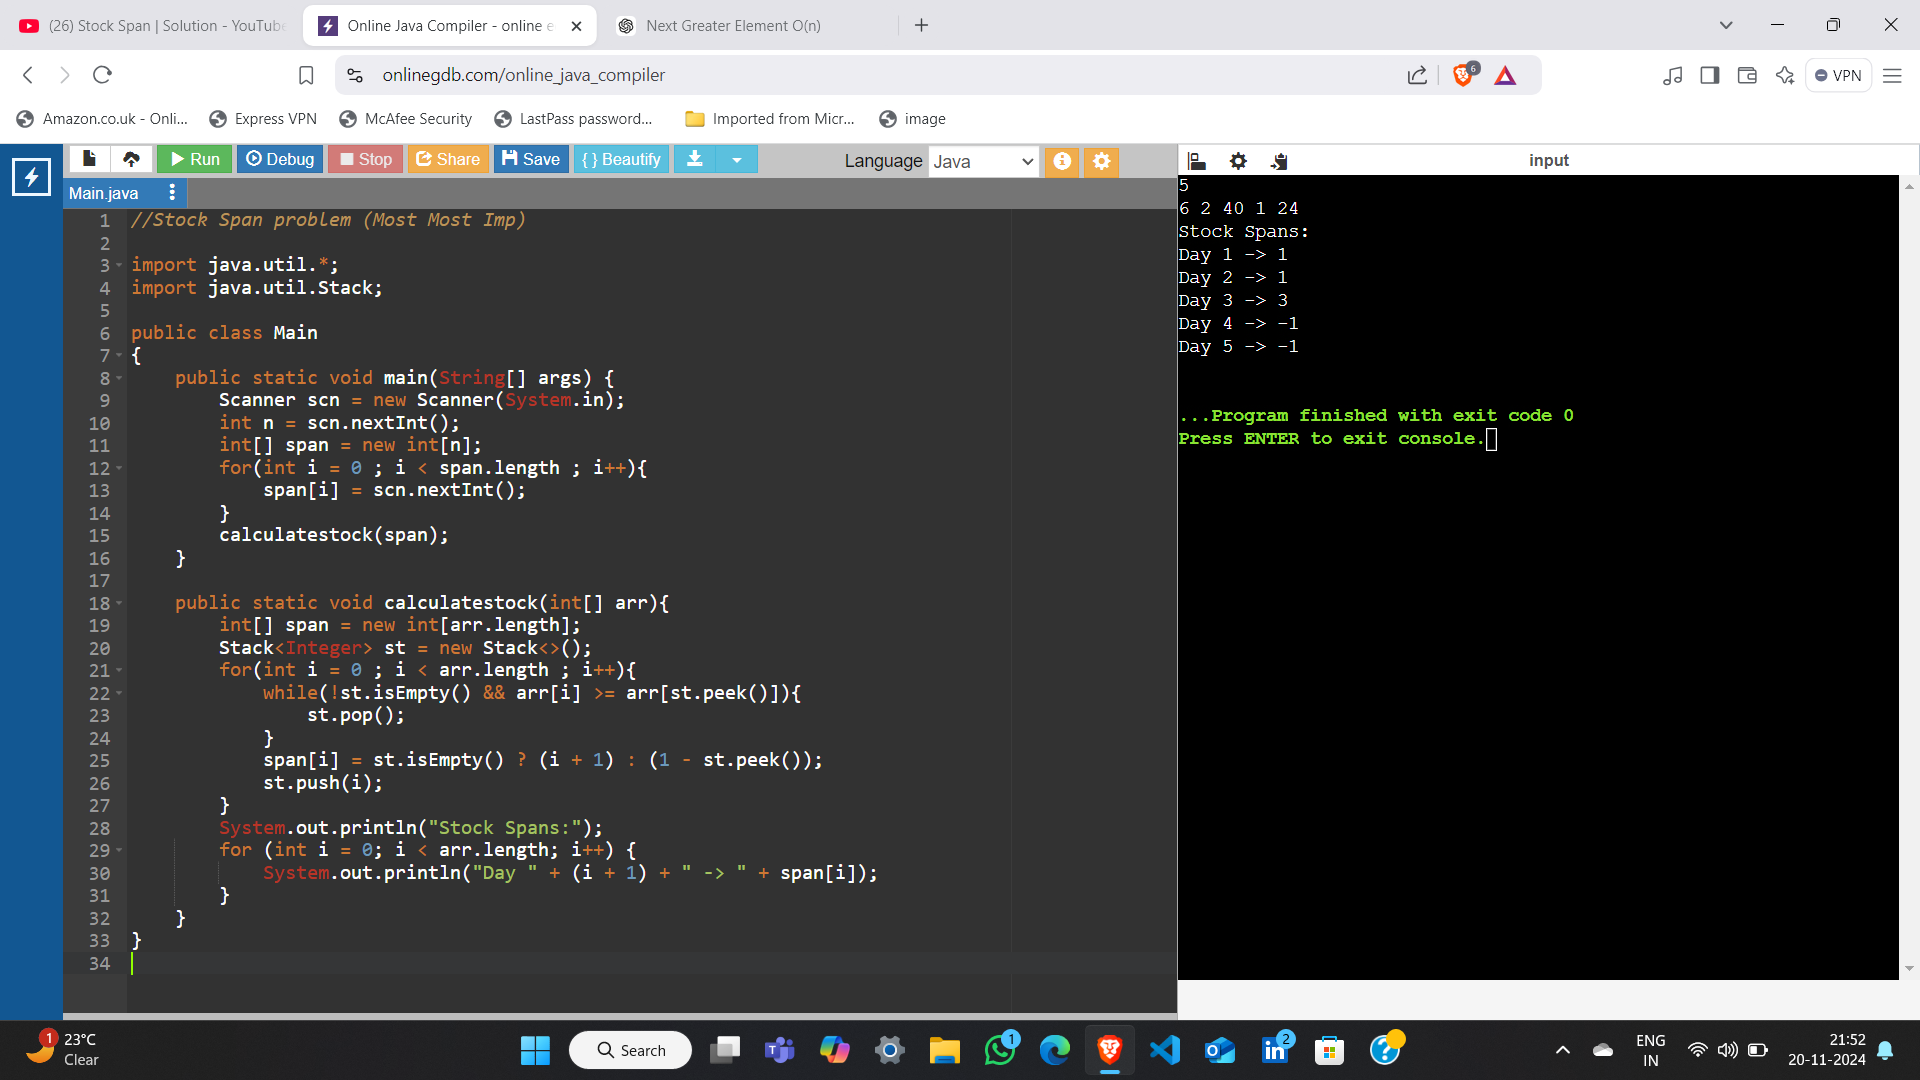 (26) Stock Span | Solution - YouTube
Online Java Compiler - online e
Next Greater Element O(n)
onlinegdb.com/online_java_compiler
6
VPN
Amazon.co.uk - Onli...
Express VPN
McAfee Security
LastPass password...
Imported from Micr...
image
Run
Debug
Stop
Share
Save
{ } Beautify
Language
Java
input
Main.java
1 //Stock Span problem (Most Most Imp)
2
3 import java.util.*;
4 import java.util.Stack;
5
6 public class Main
7 {
8 public static void main(String[] args) {
9 Scanner scn = new Scanner(System.in);
10 int n = scn.nextInt();
11 int[] span = new int[n];
12 for(int i = 0 ; i < span.length ; i++){
13 span[i] = scn.nextInt();
14 }
15 calculatestock(span);
16 }
17
18 public static void calculatestock(int[] arr){
19 int[] span = new int[arr.length];
20 Stack<Integer> st = new Stack<>();
21 for(int i = 0 ; i < arr.length ; i++){
22 while(!st.isEmpty() && arr[i] >= arr[st.peek()]){
23 st.pop();
24 }
25 span[i] = st.isEmpty() ? (i + 1) : (1 - st.peek());
26 st.push(i);
27 }
28 System.out.println("Stock Spans:");
29 for (int i = 0; i < arr.length; i++) {
30 System.out.println("Day " + (i + 1) + " -> " + span[i]);
31 }
32 }
33 }
34
5
6 2 40 1 24
Stock Spans:
Day 1 -> 1
Day 2 -> 1
Day 3 -> 3
Day 4 -> -1
Day 5 -> -1
...Program finished with exit code 0
Press ENTER to exit console.
1
23°C
Clear
Search
1
2
ENG
IN
21:52
20-11-2024